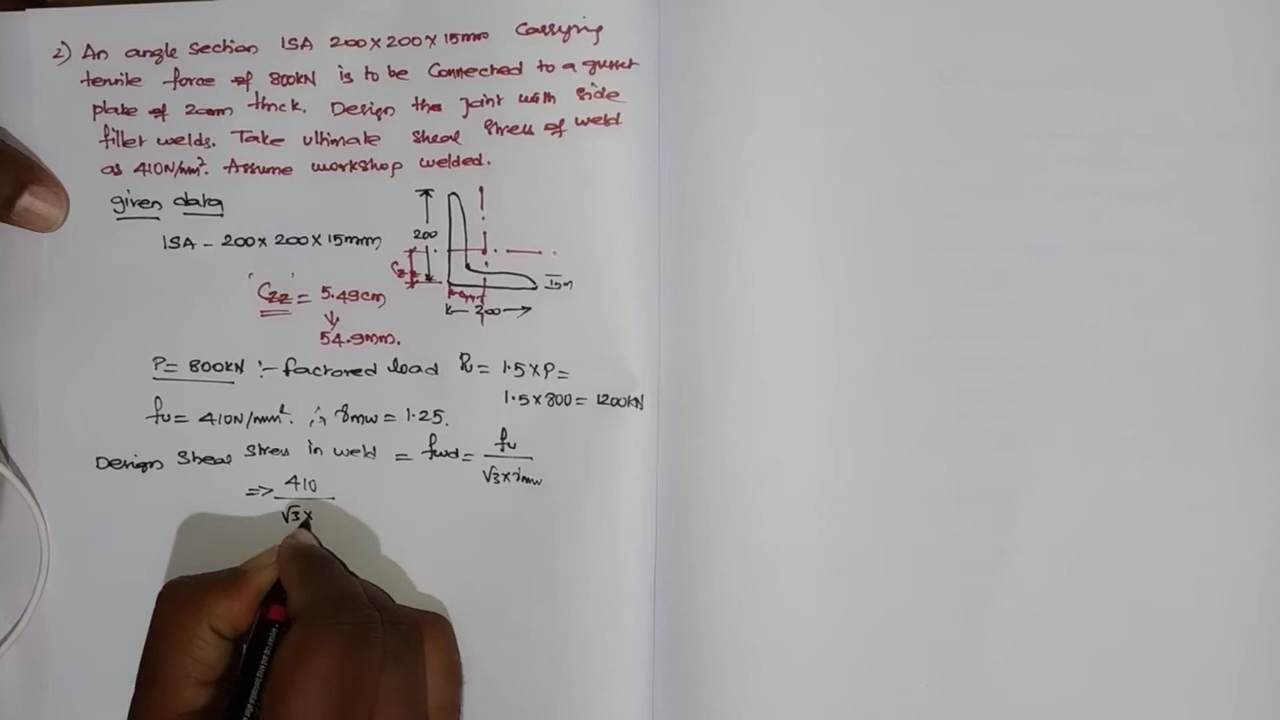 2) An angle section ISA 200×200×15mm Carrying
tensile force of 800KN is to be Connected to a gusset
plate of 20mm thick. Design the Joint with side
fillet welds. Take ultimate shear stress of weld
as 410N/mm². Assume workshop welded.
given data
ISA - 200×200×15mm
200
Czz
15m
200
'Czz' = 5.49cm
54.9mm.
P = 800KN :- factored load Pu = 1.5×P =
1.5×800 = 1200KN
fu = 410N/mm². ∴ γmw = 1.25.
Design Shear Stress in weld = fwd = fu / √3×γmw
=> 410 / √3×